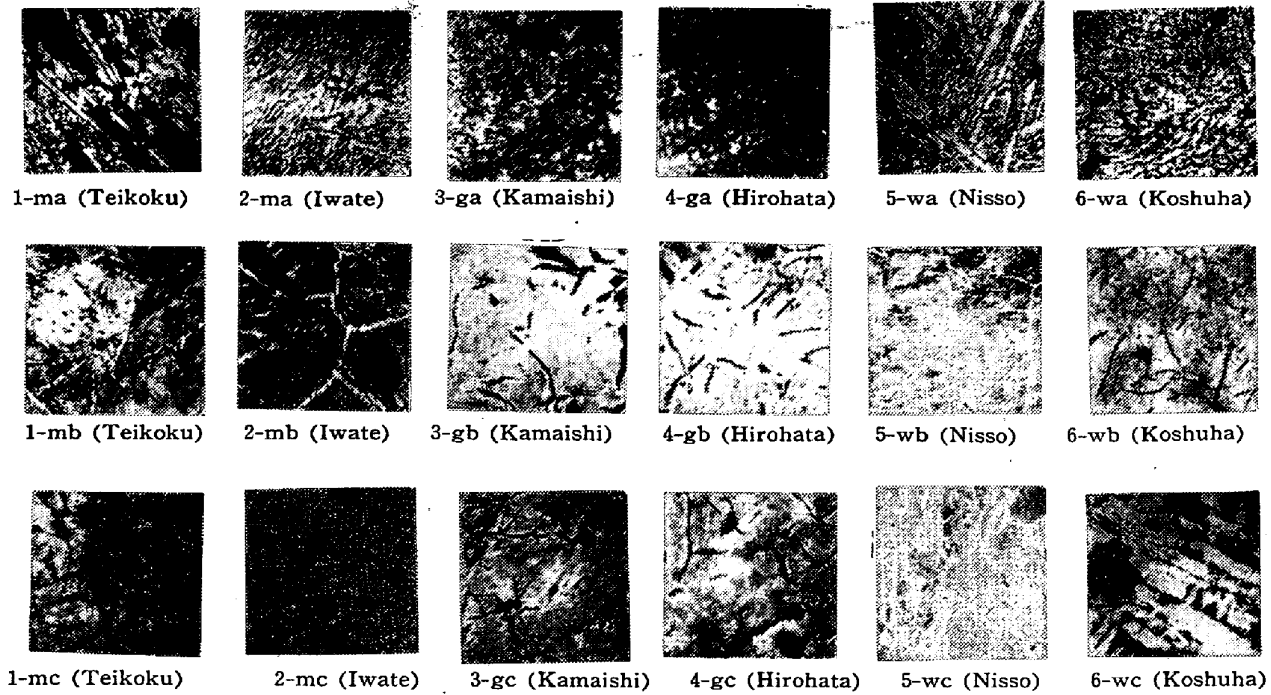 1-ma (Teikoku) 2-ma (Iwate) 3-ga (Kamaishi) 4-ga (Hirohata) 5-wa (Nisso) 6-wa (Koshuha)
1-mb (Teikoku) 2-mb (Iwate) 3-gb (Kamaishi) 4-gb (Hirohata) 5-wb (Nisso) 6-wb (Koshuha)
1-mc (Teikoku) 2-mc (Iwate) 3-gc (Kamaishi) 4-gc (Hirohata) 5-wc (Nisso) 6-wc (Koshuha)